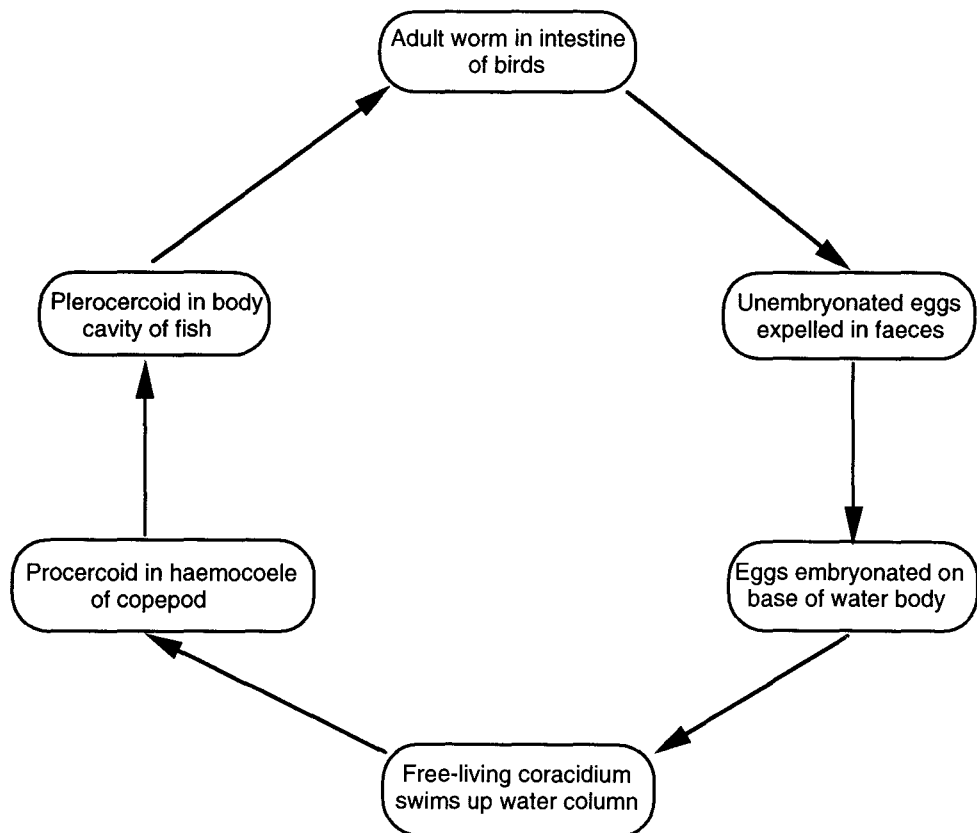 Adult worm in intestine
of birds
Unembryonated eggs
expelled in faeces
Eggs embryonated on
base of water body
Free-living coracidium
swims up water column
Procercoid in haemocoele
of copepod
Plerocercoid in body
cavity of fish